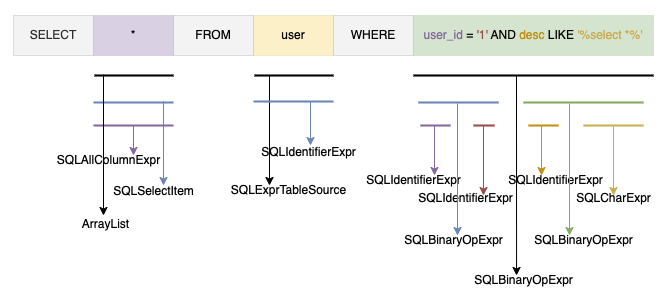 SELECT * FROM user WHERE user_id = '1' AND desc LIKE '%select *%'
SQLAllColumnExpr SQLIdentifierExpr
SQLSelectItem SQLExprTableSource SQLIdentifierExpr SQLIdentifierExpr
SQLIdentifierExpr SQLCharExpr
ArrayList
SQLBinaryOpExpr SQLBinaryOpExpr
SQLBinaryOpExpr